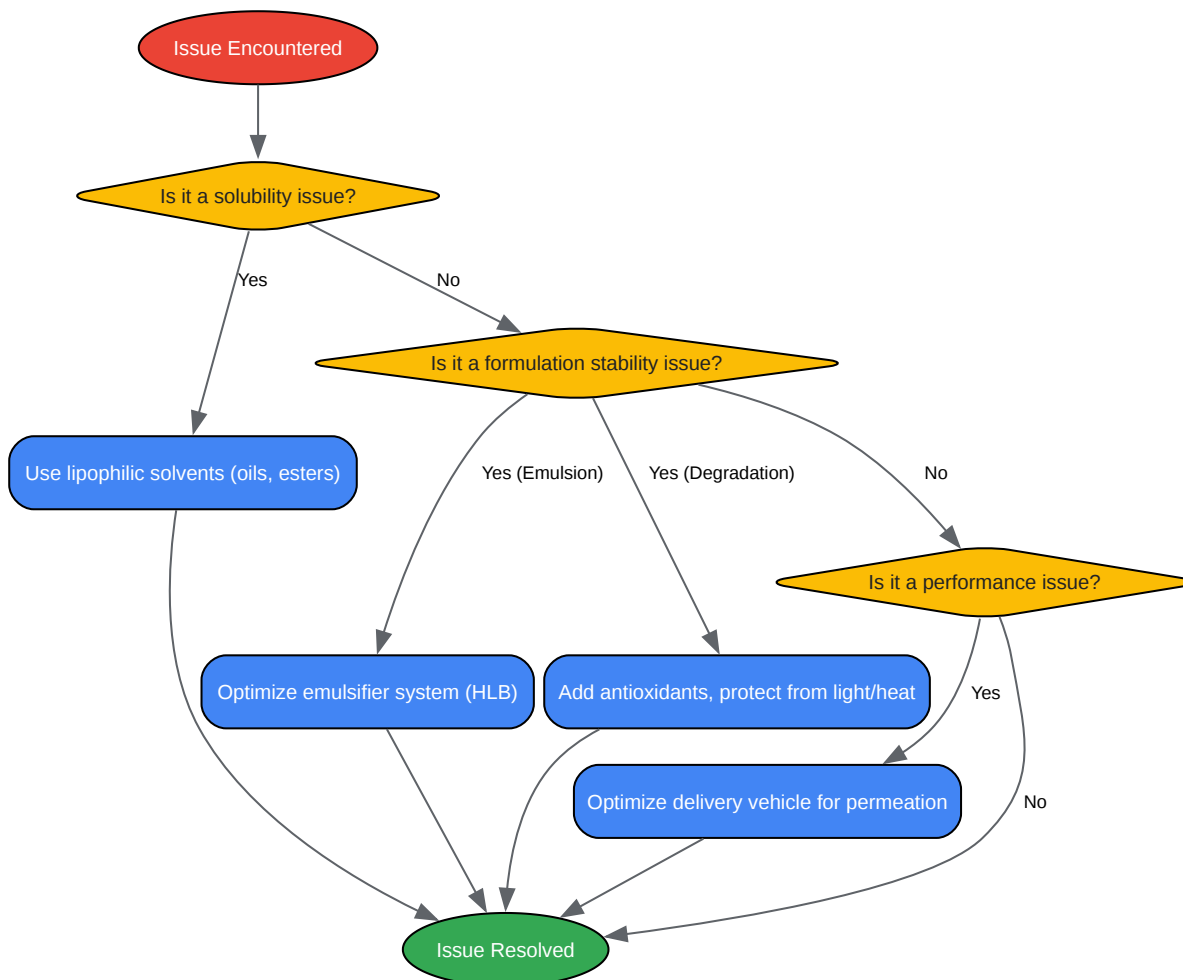 Issue Encountered
Is it a solubility issue?
Yes
No
Is it a formulation stability issue?
Use lipophilic solvents (oils, esters)
Yes (Emulsion)
Yes (Degradation)
No
Is it a performance issue?
Optimize emulsifier system (HLB)
Add antioxidants, protect from light/heat
Yes
Optimize delivery vehicle for permeation
No
Issue Resolved